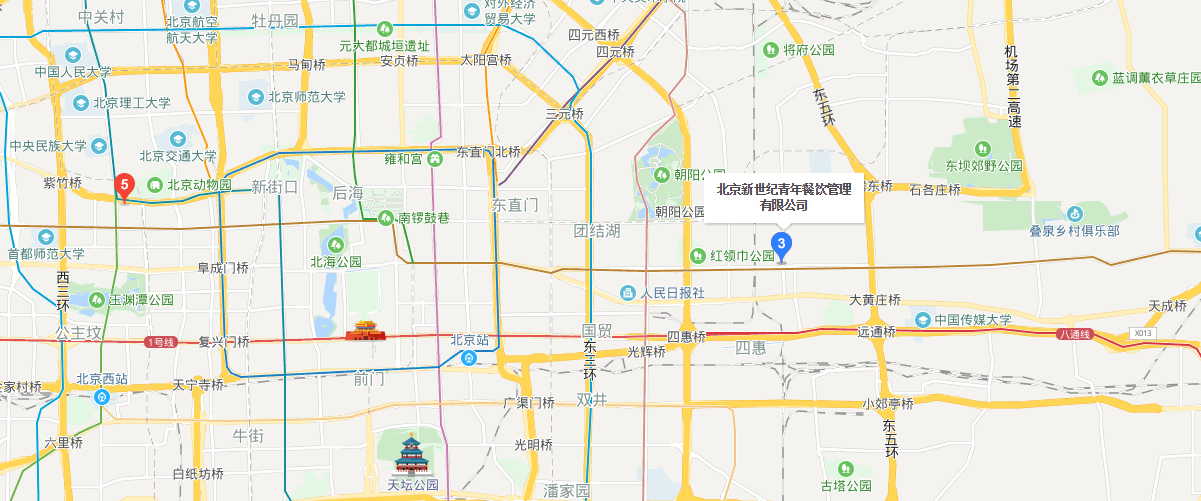 中关村
北京航空
航天大学
牡丹园
对外经济
贸易大学
元大都城垣遗址
四元西桥
四元桥
将府公园
机场第二高速
蓝调薰衣草庄园
中国人民大学
马甸桥
安贞桥
太阳宫桥
北京理工大学
北京师范大学
三元桥
东五环
中央民族大学
北京交通大学
雍和宫
东直门北桥
东坝郊野公园
紫竹桥
5
北京动物园
新街口
后海
朝阳公园
北京新世纪青年餐饮管理
有限公司
东桥
石各庄桥
东直门
朝阳公园
南锣鼓巷
团结湖
叠泉乡村俱乐部
首都师范大学
北海公园
3
红领巾公园
阜成门桥
西三环
玉渊潭公园
人民日报社
大黄庄桥
天成桥
公主坟
1号线
复兴门桥
北京站
国贸
四惠桥
中国传媒大学
远通桥
八通线
X013
东三环
光辉桥
四惠
北京西站
天宁寺桥
前门
家村桥
广渠门桥
双井
小郊亭桥
六里桥
牛街
光明桥
东五环
白纸坊桥
天坛公园
潘家园
古塔公园